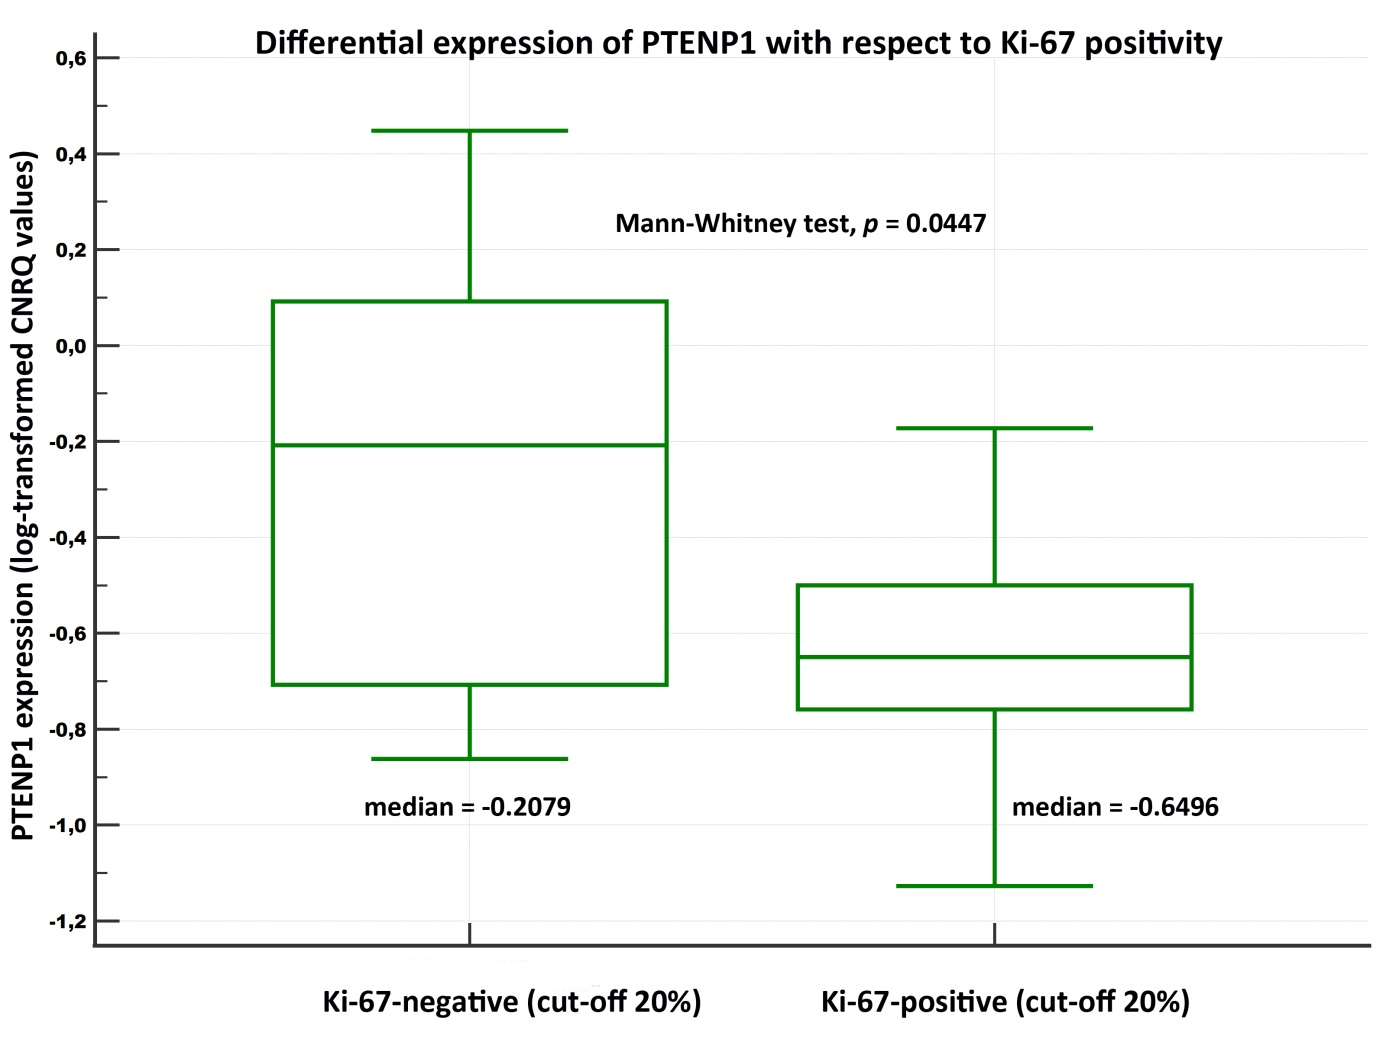 Differential expression of PTENP1 with respect to Ki-67 positivity
PTENP1 expression (log-transformed CNRQ values)
0,6
0,4
0,2
0,0
-0,2
-0,4
-0,6
-0,8
-1,0
-1,2
Mann-Whitney test, p = 0.0447
median = -0.2079
median = -0.6496
Ki-67-negative (cut-off 20%)
Ki-67-positive (cut-off 20%)